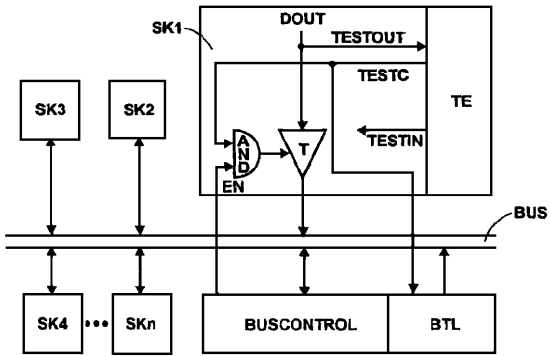 SK1
DOUT
TESTOUT
TESTC
TE
SK3
SK2
AND
T
TESTIN
EN
BUS
SK4
SKn
BUSCONTROL
BTL